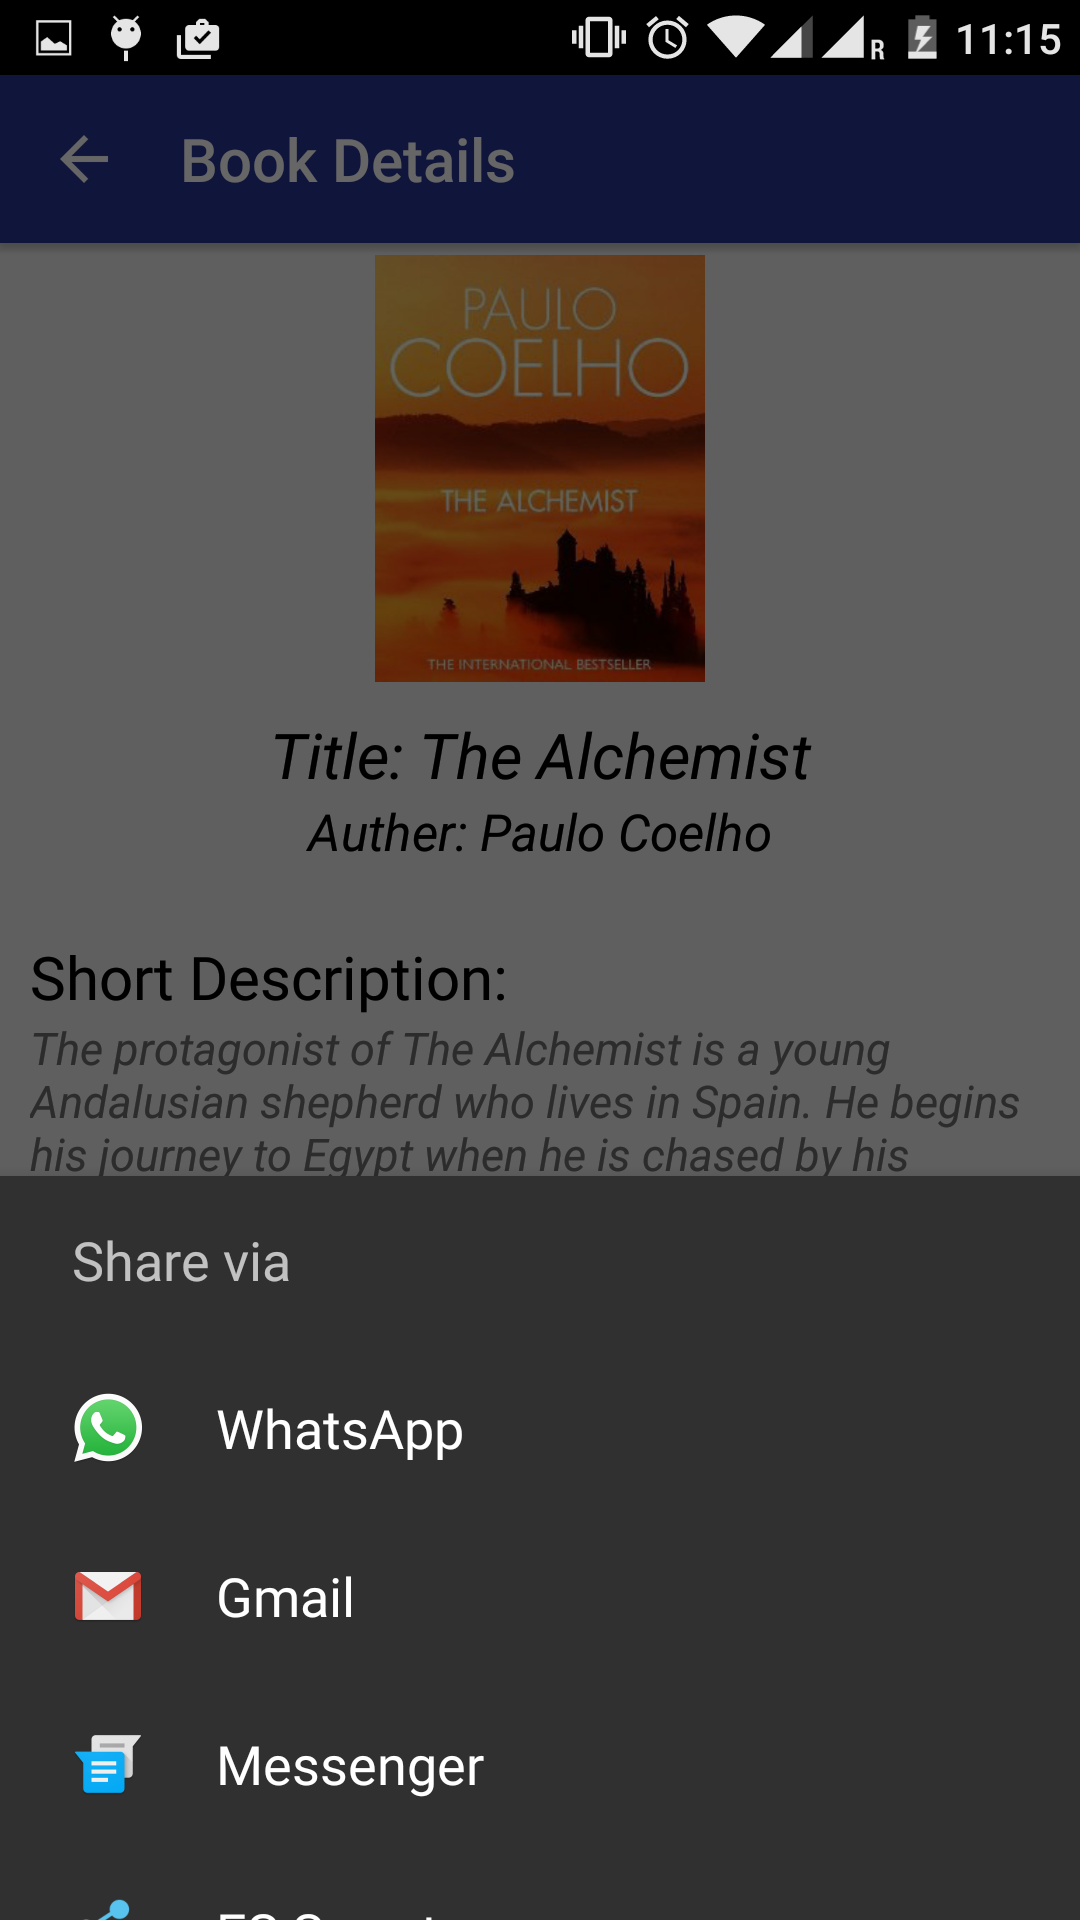 R 11:15
Book Details
PAULO
COELHO
THE ALCHEMIST
THE INTERNATIONAL BESTSELLER
Title: The Alchemist
Auther: Paulo Coelho
Short Description:
The protagonist of The Alchemist is a young
Andalusian shepherd who lives in Spain. He begins
his journey to Egypt when he is chased by his
Share via
WhatsApp
Gmail
Messenger